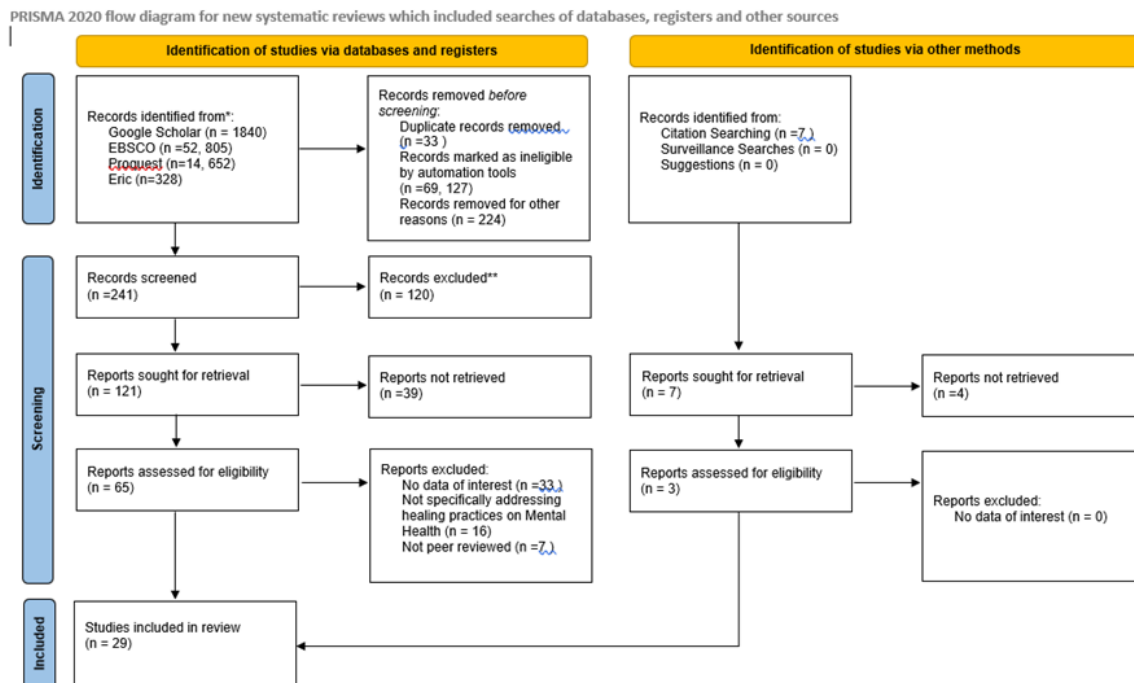 PRISMA 2020 flow diagram for new systematic reviews which included searches of databases, registers and other sources
Identification of studies via databases and registers
Identification of studies via other methods
Identification
Records identified from*:
Google Scholar (n = 1840)
EBSCO (n =52, 805)
Proquest (n=14, 652)
Eric (n=328)
Records removed before
screening:
Duplicate records removed
(n =33 )
Records marked as ineligible
by automation tools
(n =69, 127)
Records removed for other
reasons (n = 224)
Records identified from:
Citation Searching (n =7 )
Surveillance Searches (n = 0)
Suggestions (n = 0)
Screening
Records screened
(n =241)
Records excluded**
(n = 120)
Reports sought for retrieval
(n = 121)
Reports not retrieved
(n =39)
Reports sought for retrieval
(n = 7)
Reports not retrieved
(n =4)
Reports assessed for eligibility
(n = 65)
Reports excluded:
No data of interest (n =33 )
Not specifically addressing
healing practices on Mental
Health (n = 16)
Not peer reviewed (n =7 )
Reports assessed for eligibility
(n = 3)
Reports excluded:
No data of interest (n = 0)
Included
Studies included in review
(n = 29)